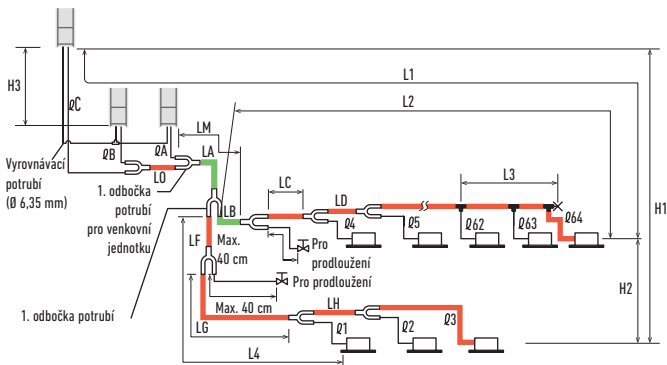 H3
ℓC
L1
L2
LM
ℓB
ℓA
LA
LO
Vyrovnávací
potrubí
(Ø 6,35 mm)
1. odbočka
potrubí
pro venkovní
jednotku
1. odbočka potrubí
LB
LC
LD
L3
ℓ4
ℓ5
ℓ62
ℓ63
ℓ64
H1
H2
LF
Max.
40 cm
Pro
prodloužení
Pro prodloužení
Max. 40 cm
LG
LH
ℓ1
ℓ2
ℓ3
L4